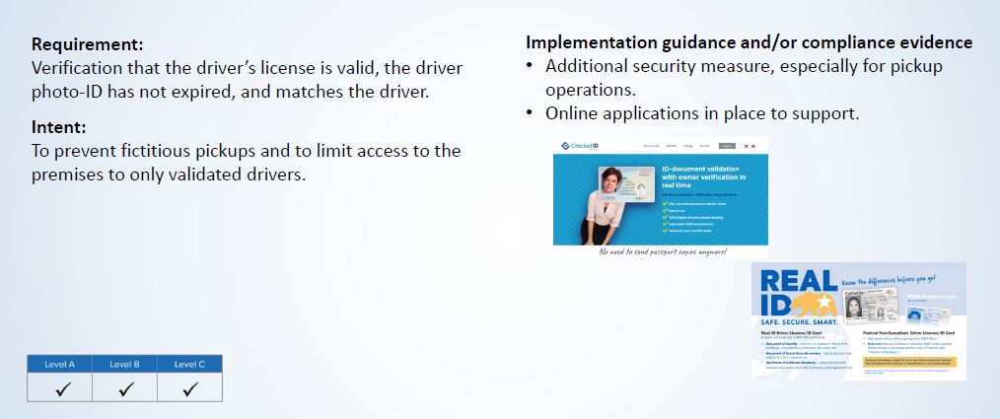 Requirement:
Verification that the driver's license is valid, the driver
photo-ID has not expired, and matches the driver.
Intent:
To prevent fictitious pickups and to limit access to the
premises to only validated drivers.
Level A Level B Level C
✓ ✓ ✓
Implementation guidance and/or compliance evidence
• Additional security measure, especially for pickup
operations.
• Online applications in place to support.
CheckedID
Log in
ID-document validation
with owner verification in
real time
No need to send passport copies anymore!
REAL
ID
SAFE. SECURE. SMART.
Know the differences before you go!
California
Real ID Driver License/ID Card
Federal Non-Compliant Driver License/ID Card